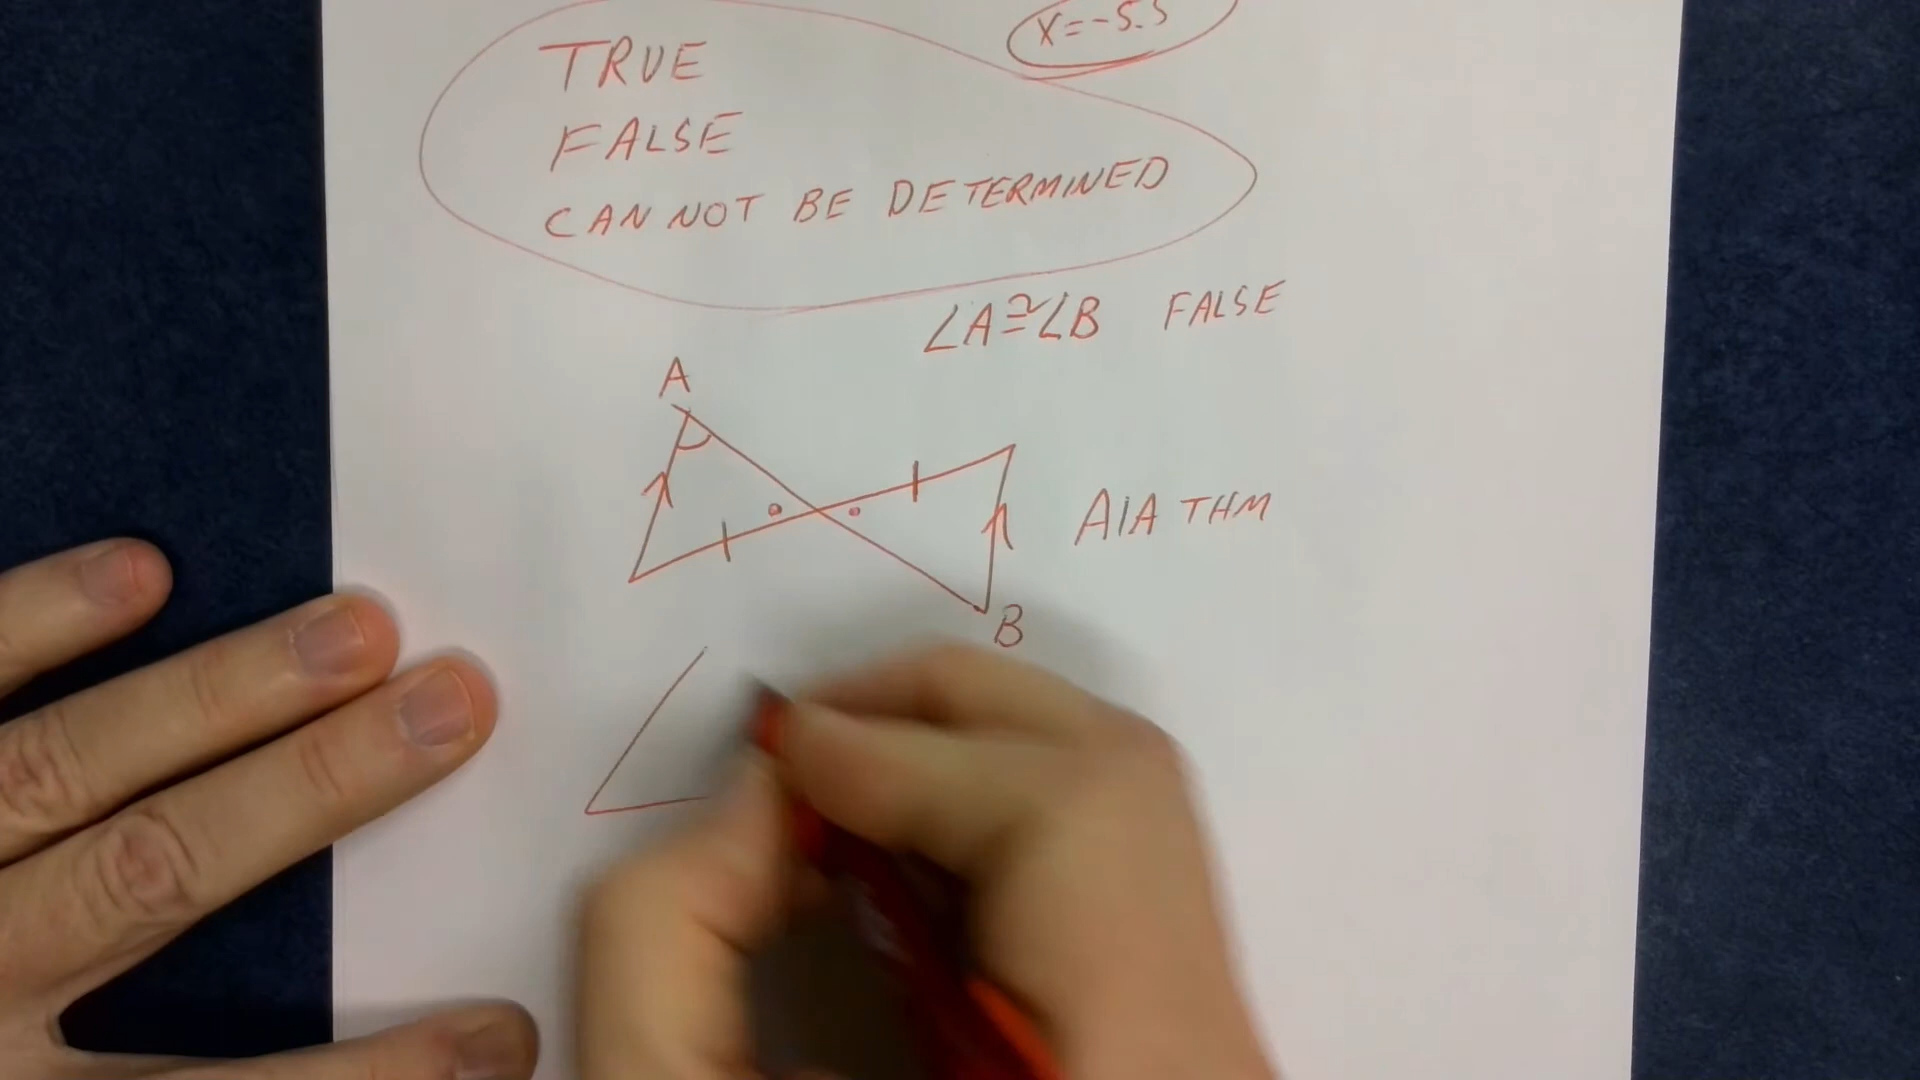 X=-5.5
TRUE
FALSE
CAN NOT BE DETERMINED
∠A≅∠B FALSE
A
AIA THM
B